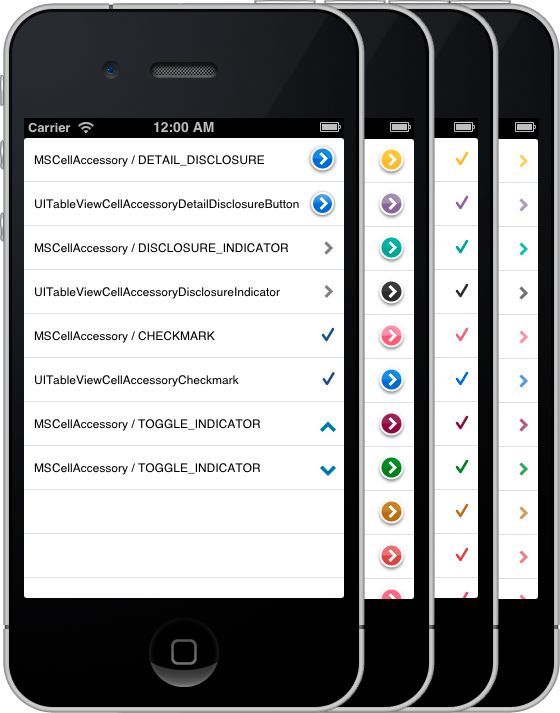 Carrier 12:00 AM
MSCellAccessory / DETAIL_DISCLOSURE
UITableViewCellAccessoryDetailDisclosureButton
MSCellAccessory / DISCLOSURE_INDICATOR
UITableViewCellAccessoryDisclosureIndicator
MSCellAccessory / CHECKMARK
UITableViewCellAccessoryCheckmark
MSCellAccessory / TOGGLE_INDICATOR
MSCellAccessory / TOGGLE_INDICATOR